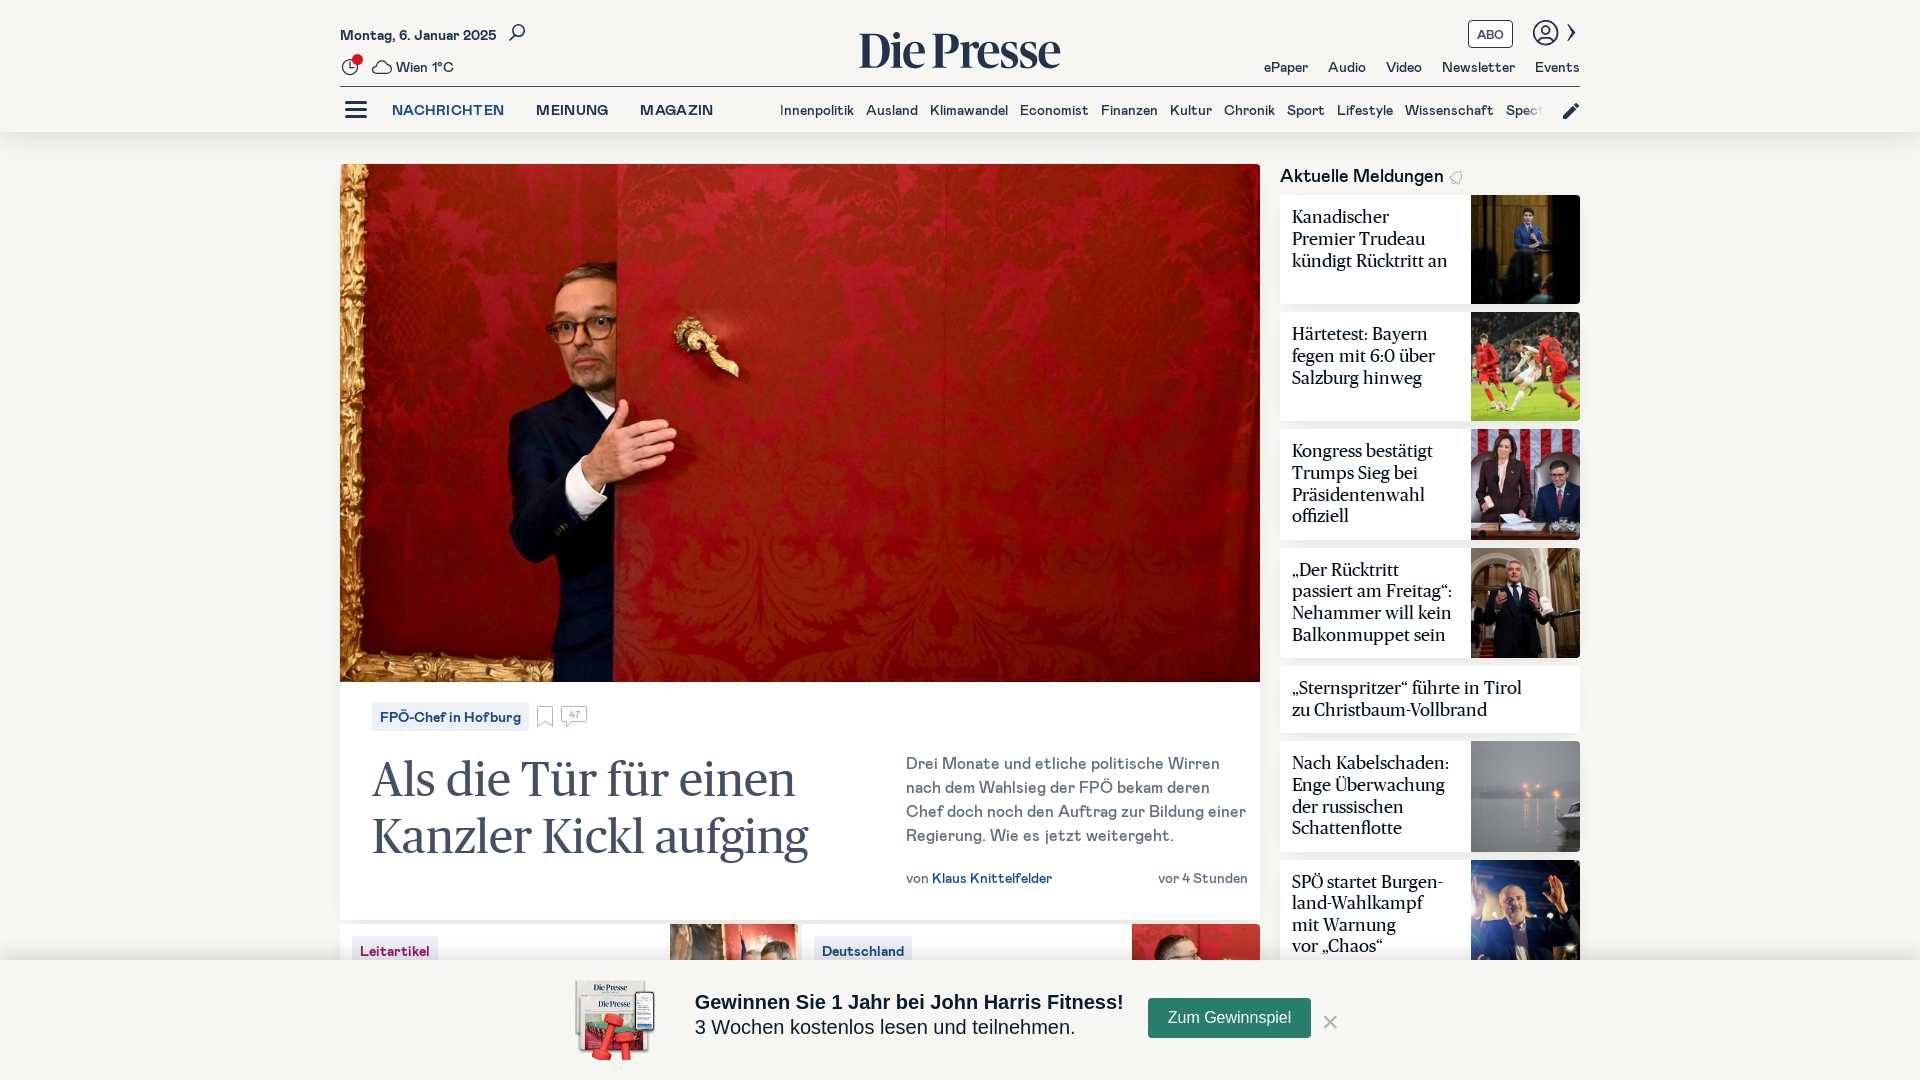 Montag, 6. Januar 2025
Wien 1°C
Die Presse
ABO
ePaper Audio Video Newsletter Events
NACHRICHTEN MEINUNG MAGAZIN
Innenpolitik Ausland Klimawandel Economist Finanzen Kultur Chronik Sport Lifestyle Wissenschaft Spect
FPÖ-Chef in Hofburg
47
Als die Tür für einen
Kanzler Kickl aufging
Drei Monate und etliche politische Wirren
nach dem Wahlsieg der FPÖ bekam deren
Chef doch noch den Auftrag zur Bildung einer
Regierung. Wie es jetzt weitergeht.
von Klaus Knittelfelder
vor 4 Stunden
Leitartikel
Deutschland
Aktuelle Meldungen
Kanadischer
Premier Trudeau
kündigt Rücktritt an
Härtetest: Bayern
fegen mit 6:0 über
Salzburg hinweg
Kongress bestätigt
Trumps Sieg bei
Präsidentenwahl
offiziell
„Der Rücktritt
passiert am Freitag“:
Nehammer will kein
Balkonmuppet sein
„Sternspritzer“ führte in Tirol
zu Christbaum-Vollbrand
Nach Kabelschaden:
Enge Überwachung
der russischen
Schattenflotte
SPÖ startet Burgen-
land-Wahlkampf
mit Warnung
vor „Chaos“
Die Presse
Die Presse
Gewinnen Sie 1 Jahr bei John Harris Fitness!
3 Wochen kostenlos lesen und teilnehmen.
Zum Gewinnspiel